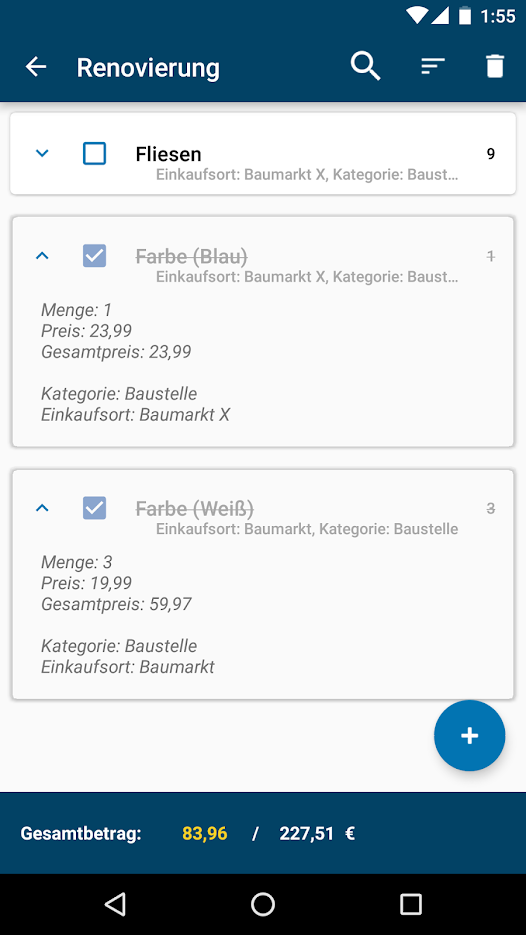 1:55
Renovierung
Fliesen 9
Einkaufsort: Baumarkt X, Kategorie: Baust...
Farbe (Blau) 1
Einkaufsort: Baumarkt X, Kategorie: Baust...
Menge: 1
Preis: 23,99
Gesamtpreis: 23,99
Kategorie: Baustelle
Einkaufsort: Baumarkt X
Farbe (Weiß) 3
Einkaufsort: Baumarkt, Kategorie: Baustelle
Menge: 3
Preis: 19,99
Gesamtpreis: 59,97
Kategorie: Baustelle
Einkaufsort: Baumarkt
Gesamtbetrag: 83,96 / 227,51 €